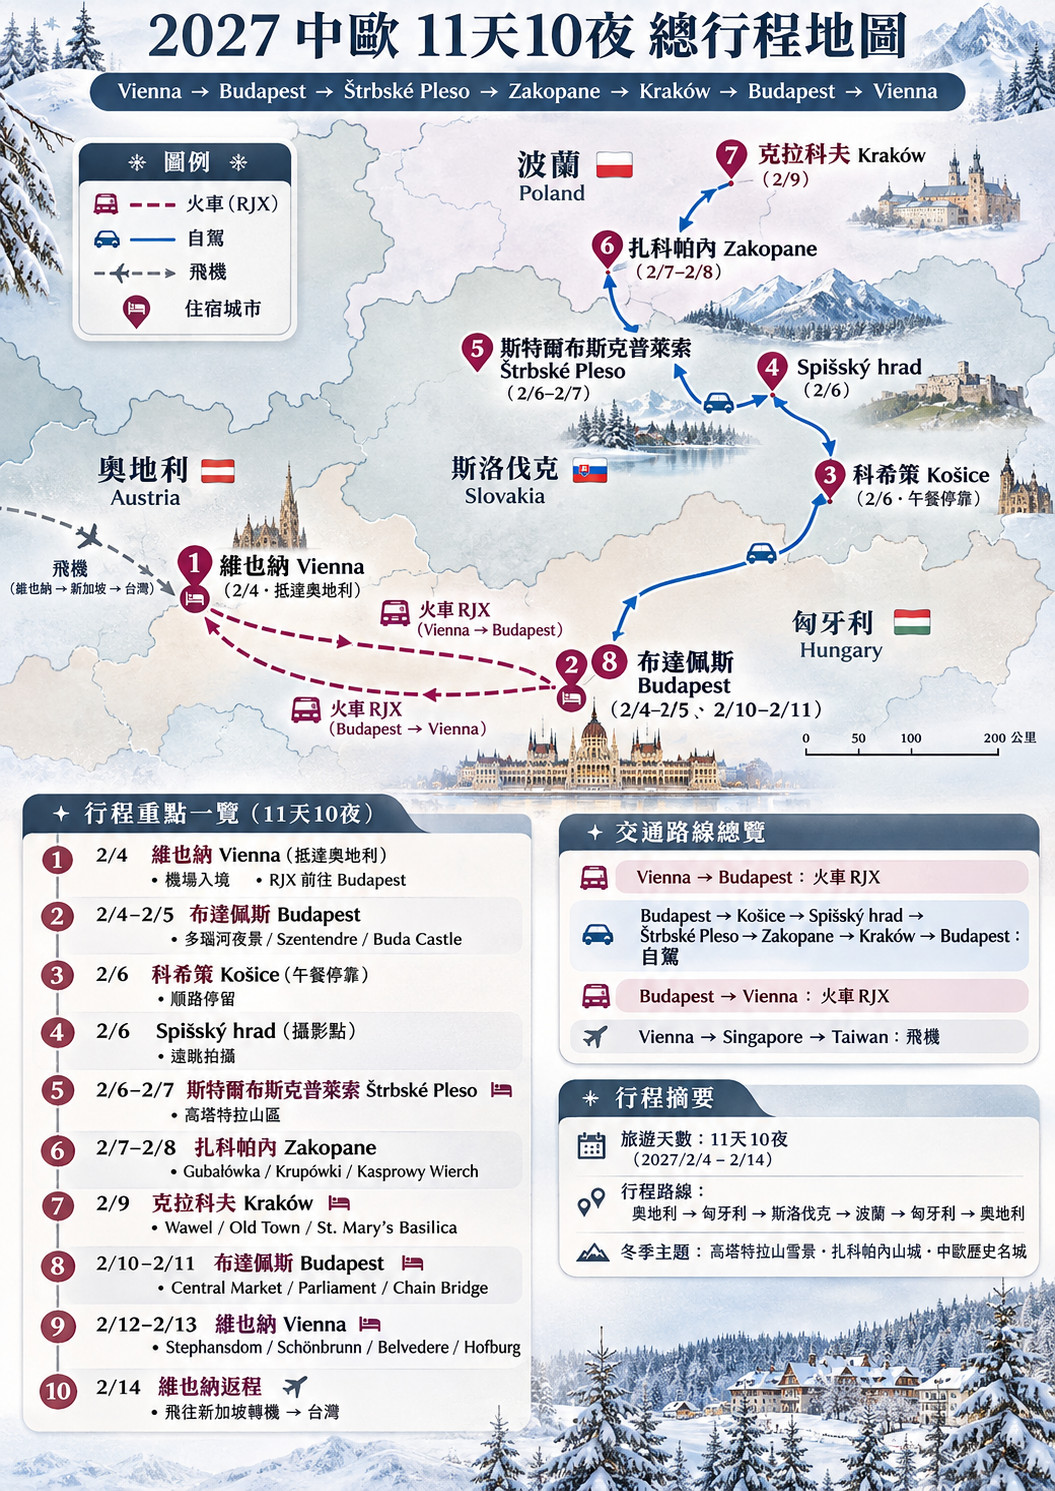 2027 中歐 11天10夜 總行程地圖
Vienna → Budapest → Štrbské Pleso → Zakopane → Kraków → Budapest → Vienna
圖例
火車 (RJX)
自駕
飛機
住宿城市
波蘭
Poland
7 克拉科夫 Kraków
(2/9)
6 扎科帕內 Zakopane
(2/7–2/8)
5 斯特爾布斯克普萊索
Štrbské Pleso
(2/6–2/7)
4 Spišský hrad
(2/6)
奧地利
Austria
斯洛伐克
Slovakia
3 科希策 Košice
(2/6・午餐停靠)
飛機
(維也納 → 新加坡 → 台灣)
1 維也納 Vienna
(2/4・抵達奧地利)
火車 RJX
(Vienna → Budapest)
匈牙利
Hungary
2 8 布達佩斯
Budapest
(2/4–2/5、2/10–2/11)
火車 RJX
(Budapest → Vienna)
0 50 100 200 公里
行程重點一覽 (11天10夜)
1 2/4 維也納 Vienna (抵達奧地利)
• 機場入境 • RJX 前往 Budapest
2 2/4–2/5 布達佩斯 Budapest
• 多瑙河夜景 / Szentendre / Buda Castle
3 2/6 科希策 Košice (午餐停靠)
• 順路停留
4 2/6 Spišský hrad (攝影點)
• 遠眺拍攝
5 2/6–2/7 斯特爾布斯克普萊索 Štrbské Pleso
• 高塔特拉山區
6 2/7–2/8 扎科帕內 Zakopane
• Gubałówka / Krupówki / Kasprowy Wierch
7 2/9 克拉科夫 Kraków
• Wawel / Old Town / St. Mary's Basilica
8 2/10–2/11 布達佩斯 Budapest
• Central Market / Parliament / Chain Bridge
9 2/12–2/13 維也納 Vienna
• Stephansdom / Schönbrunn / Belvedere / Hofburg
10 2/14 維也納返程
• 飛往新加坡轉機 → 台灣
交通路線總覽
Vienna → Budapest：火車 RJX
Budapest → Košice → Spišský hrad →
Štrbské Pleso → Zakopane → Kraków → Budapest：
自駕
Budapest → Vienna：火車 RJX
Vienna → Singapore → Taiwan：飛機
行程摘要
旅遊天數：11天10夜
(2027/2/4 – 2/14)
行程路線：
奧地利 → 匈牙利 → 斯洛伐克 → 波蘭 → 匈牙利 → 奧地利
冬季主題：高塔特拉山雪景・扎科帕內山城・中歐歷史名城